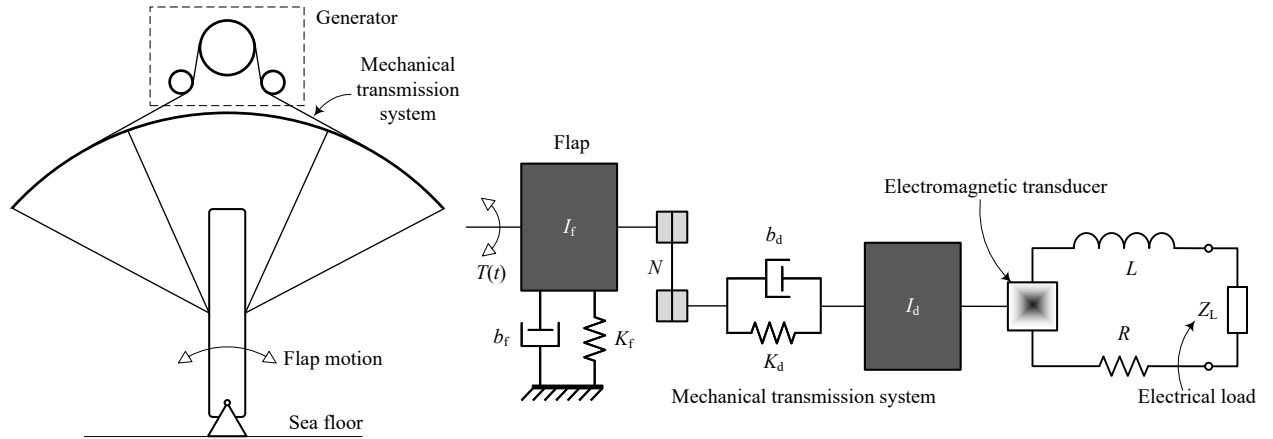 Generator
Mechanical
transmission
system
Flap motion
Sea floor
Flap
I_f
T(t)
N
b_f
K_f
b_d
K_d
I_d
Mechanical transmission system
Electromagnetic transducer
L
R
Z_L
Electrical load